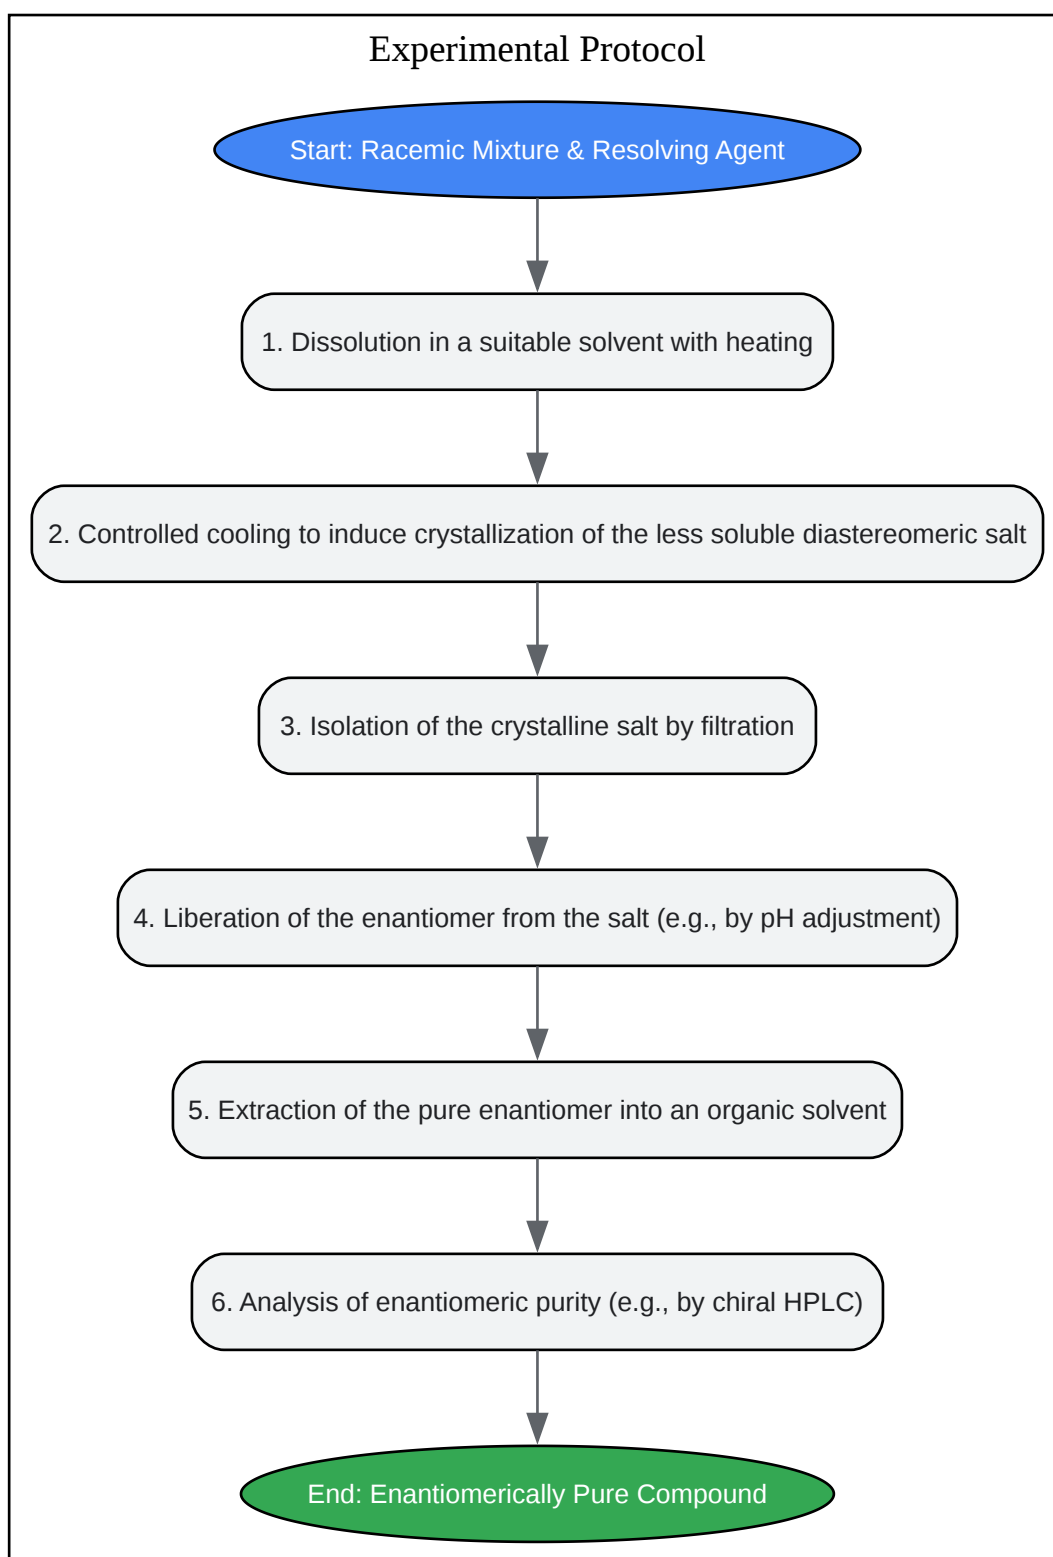 Experimental Protocol
Start: Racemic Mixture & Resolving Agent
1. Dissolution in a suitable solvent with heating
2. Controlled cooling to induce crystallization of the less soluble diastereomeric salt
3. Isolation of the crystalline salt by filtration
4. Liberation of the enantiomer from the salt (e.g., by pH adjustment)
5. Extraction of the pure enantiomer into an organic solvent
6. Analysis of enantiomeric purity (e.g., by chiral HPLC)
End: Enantiomerically Pure Compound